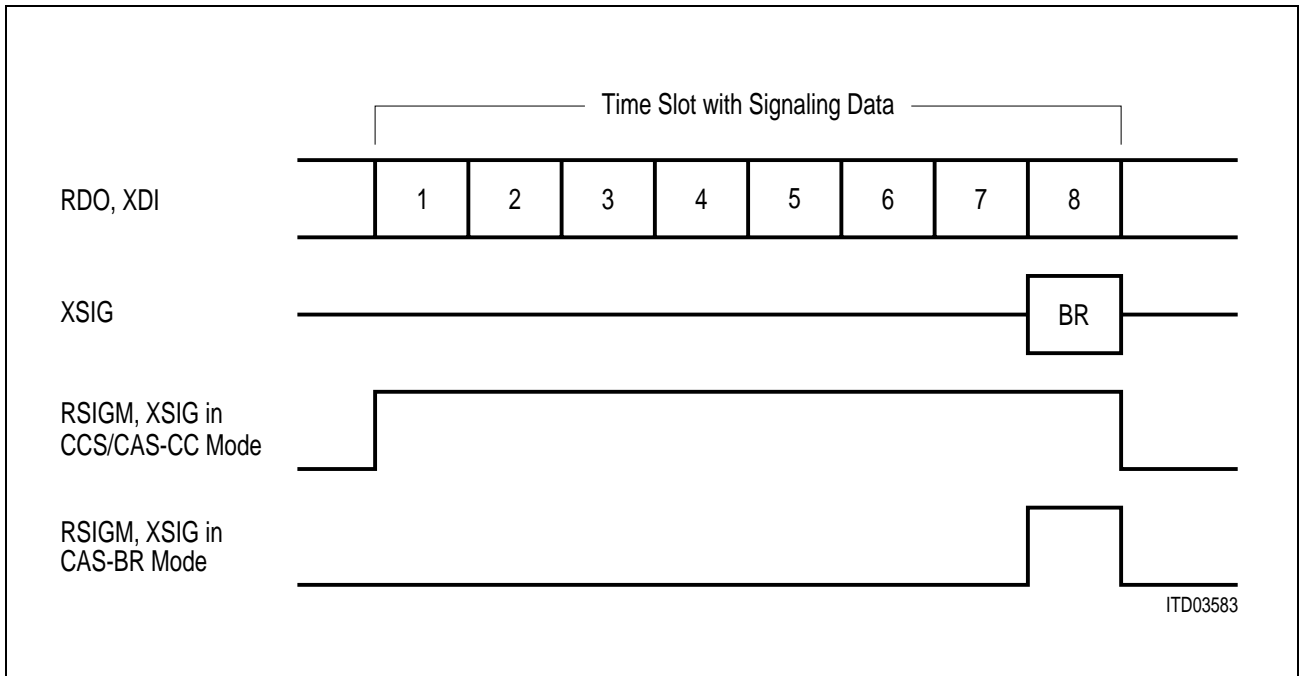 Time Slot with Signaling Data
RDO, XDI
1 2 3 4 5 6 7 8
XSIG
BR
RSIGM, XSIG in
CCS/CAS-CC Mode
RSIGM, XSIG in
CAS-BR Mode
ITD03583